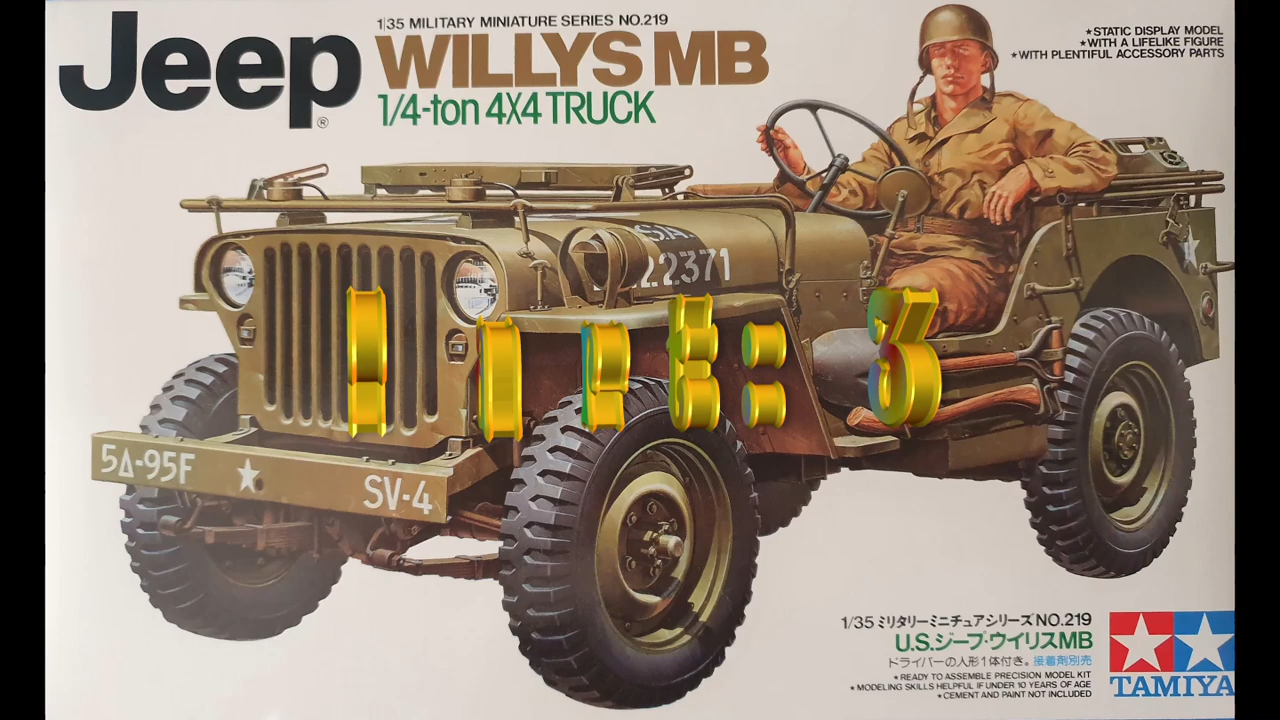 Jeep®
1/35 MILITARY MINIATURE SERIES NO.219
WILLYS MB
1/4-ton 4X4 TRUCK
★STATIC DISPLAY MODEL
★WITH A LIFELIKE FIGURE
★WITH PLENTIFUL ACCESSORY PARTS
U.S.A.
22371
5Δ-95F ★ SV-4
: 3
1/35 ミリタリーミニチュアシリーズNO.219
U.S.ジープ・ウイリスMB
ドライバーの人形1体付き。接着剤別売
★READY TO ASSEMBLE PRECISION MODEL KIT
★MODELING SKILLS HELPFUL IF UNDER 10 YEARS OF AGE
★CEMENT AND PAINT NOT INCLUDED
TAMIYA